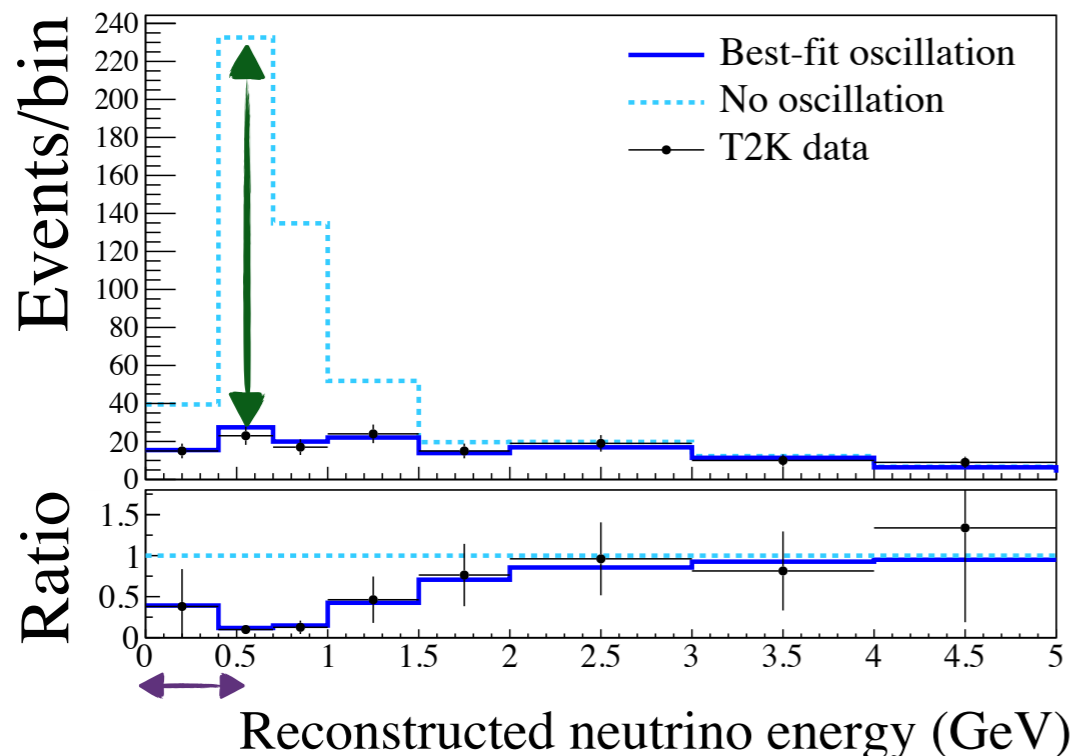 Events/bin
240
220
200
180
160
140
120
100
80
60
40
20
0
Best-fit oscillation
No oscillation
T2K data
Ratio
1.5
1
0.5
0
0 0.5 1 1.5 2 2.5 3 3.5 4 4.5 5
Reconstructed neutrino energy (GeV)